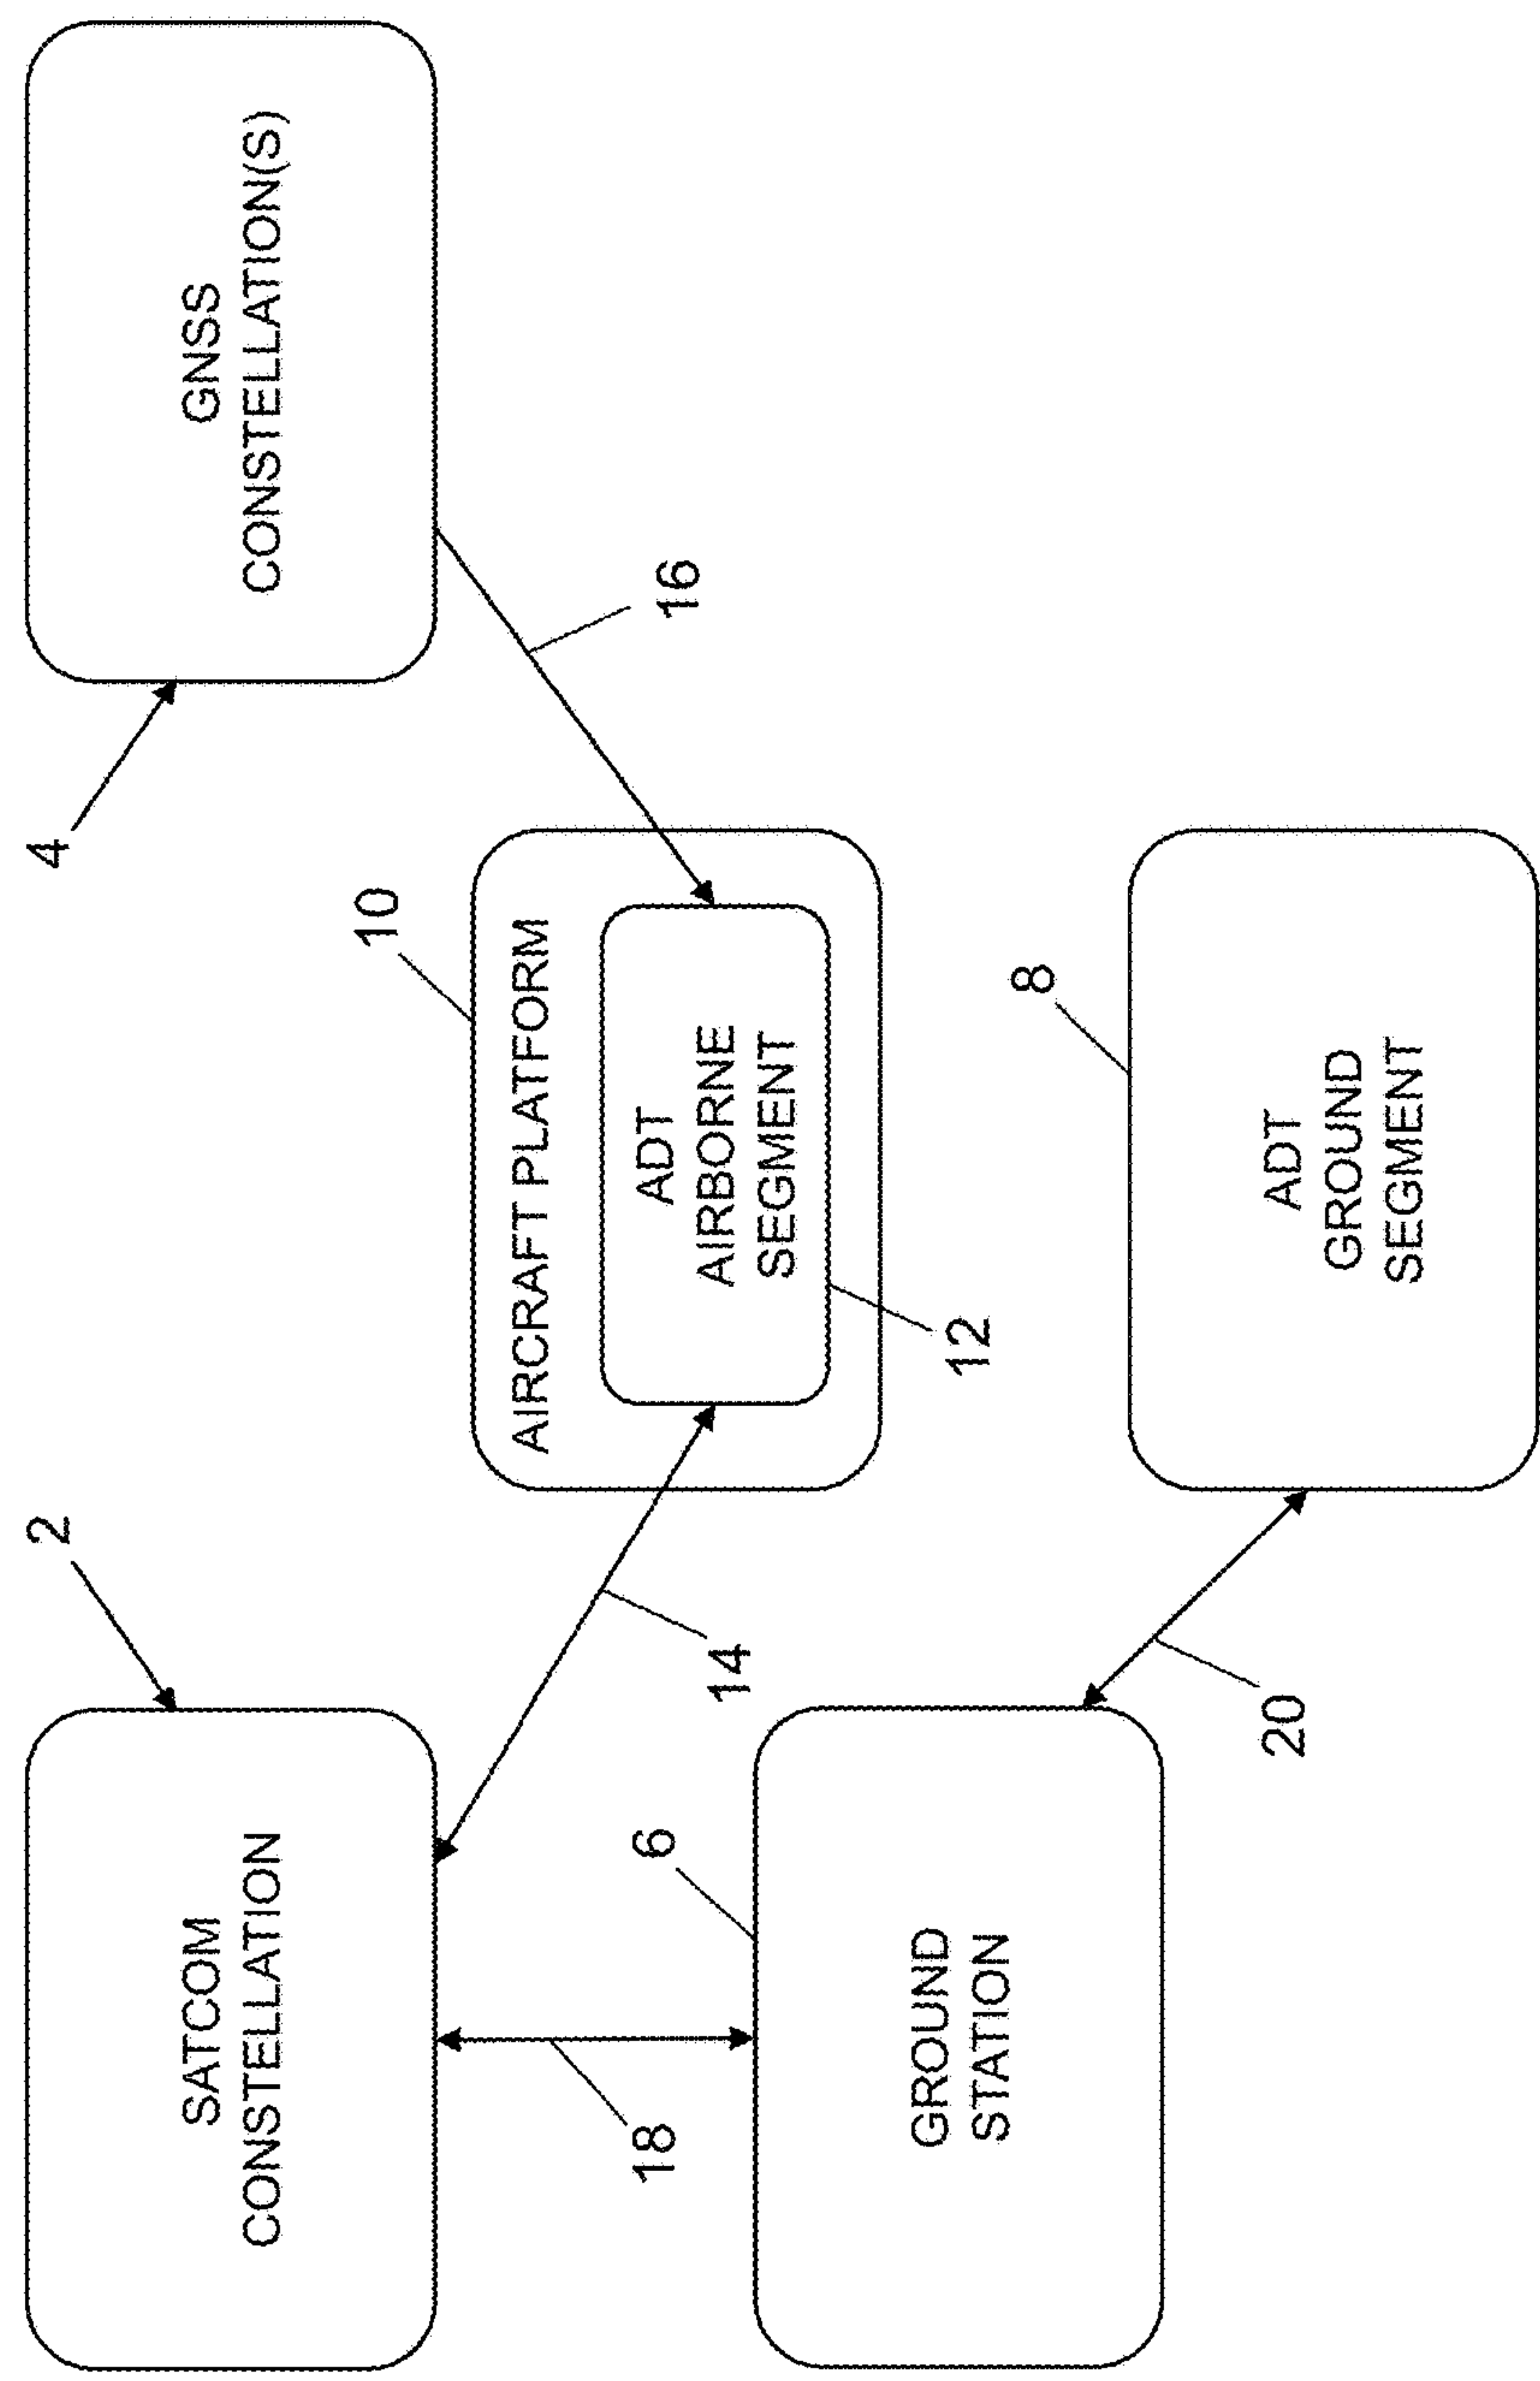 2
SATCOM
CONSTELLATION
4
GNSS
CONSTELLATION(S)
10
AIRCRAFT PLATFORM
ADT
AIRBORNE
SEGMENT
12
14
16
18
6
GROUND
STATION
8
ADT
GROUND
SEGMENT
20